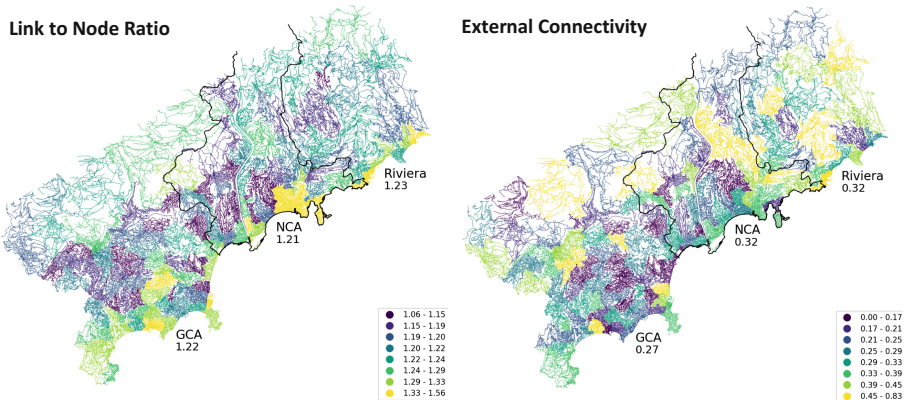 Link to Node Ratio
Riviera
1.23
NCA
1.21
GCA
1.22
1.06 - 1.15
1.15 - 1.19
1.19 - 1.20
1.20 - 1.22
1.22 - 1.24
1.24 - 1.29
1.29 - 1.33
1.33 - 1.56
External Connectivity
Riviera
0.32
NCA
0.32
GCA
0.27
0.00 - 0.17
0.17 - 0.21
0.21 - 0.25
0.25 - 0.29
0.29 - 0.33
0.33 - 0.39
0.39 - 0.45
0.45 - 0.83